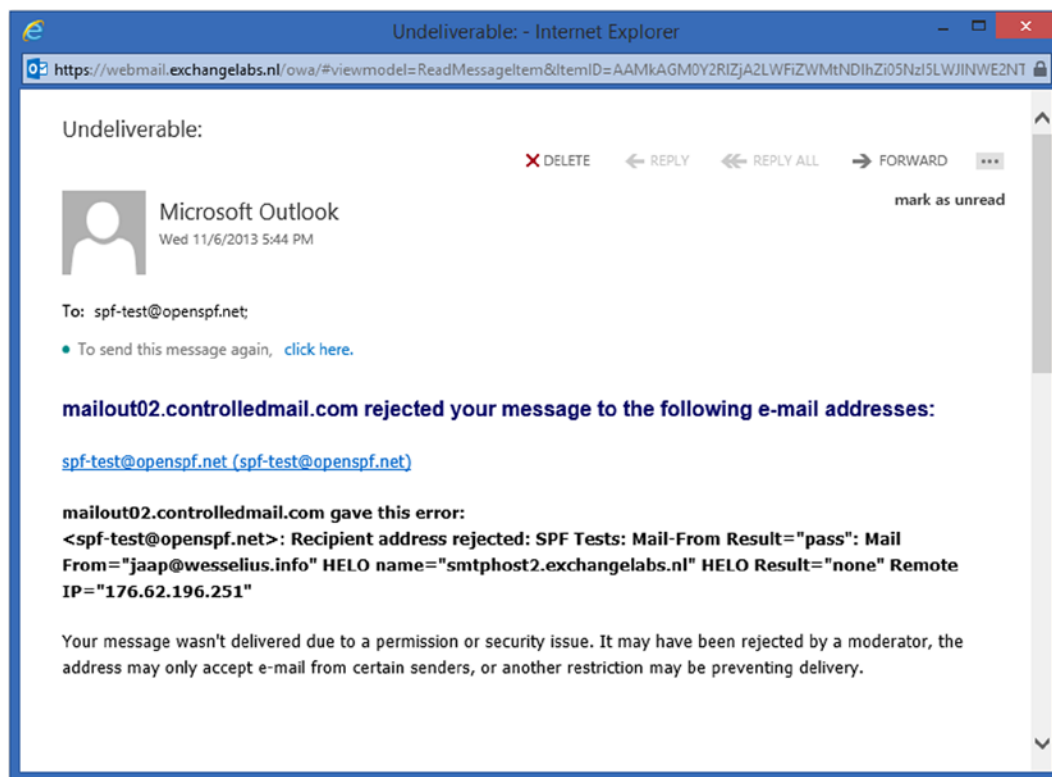 Undeliverable: - Internet Explorer
https://webmail.exchangelabs.nl/owa/#viewmodel=ReadMessageItem&ItemID=AAMkAGM0Y2RlZjA2LWFiZWMtNDlhZi05NzI5LWJlNWE2NT
Undeliverable:
DELETE REPLY REPLY ALL FORWARD
mark as unread
Microsoft Outlook
Wed 11/6/2013 5:44 PM
To: spf-test@openspf.net;
• To send this message again, click here.
mailout02.controlledmail.com rejected your message to the following e-mail addresses:
spf-test@openspf.net (spf-test@openspf.net)
mailout02.controlledmail.com gave this error:
<spf-test@openspf.net>: Recipient address rejected: SPF Tests: Mail-From Result="pass": Mail
From="jaap@wesselius.info" HELO name="smtphost2.exchangelabs.nl" HELO Result="none" Remote
IP="176.62.196.251"
Your message wasn't delivered due to a permission or security issue. It may have been rejected by a moderator, the
address may only accept e-mail from certain senders, or another restriction may be preventing delivery.